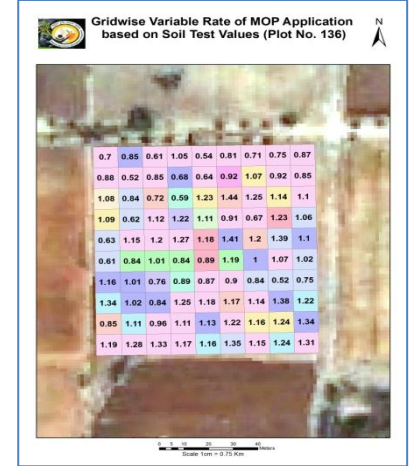 Gridwise Variable Rate of MOP Application
based on Soil Test Values (Plot No. 136)
N
0.7 0.85 0.61 1.05 0.54 0.81 0.71 0.75 0.87
0.88 0.52 0.85 0.68 0.64 0.92 1.07 0.92 0.85
1.08 0.84 0.72 0.59 1.23 1.44 1.25 1.14 1.1
1.09 0.62 1.12 1.22 1.11 0.91 0.67 1.23 1.06
0.63 1.15 1.2 1.27 1.18 1.41 1.2 1.39 1.1
0.61 0.84 1.01 0.84 0.89 1.19 1 1.07 1.02
1.16 1.01 0.76 0.89 0.87 0.9 0.84 0.52 0.75
1.34 1.02 0.84 1.25 1.18 1.17 1.14 1.38 1.22
0.85 1.11 0.96 1.11 1.13 1.22 1.16 1.24 1.34
1.19 1.28 1.33 1.17 1.16 1.35 1.15 1.24 1.31
0 5 10 20 30 40
Meters
Scale 1cm = 0.75 Km